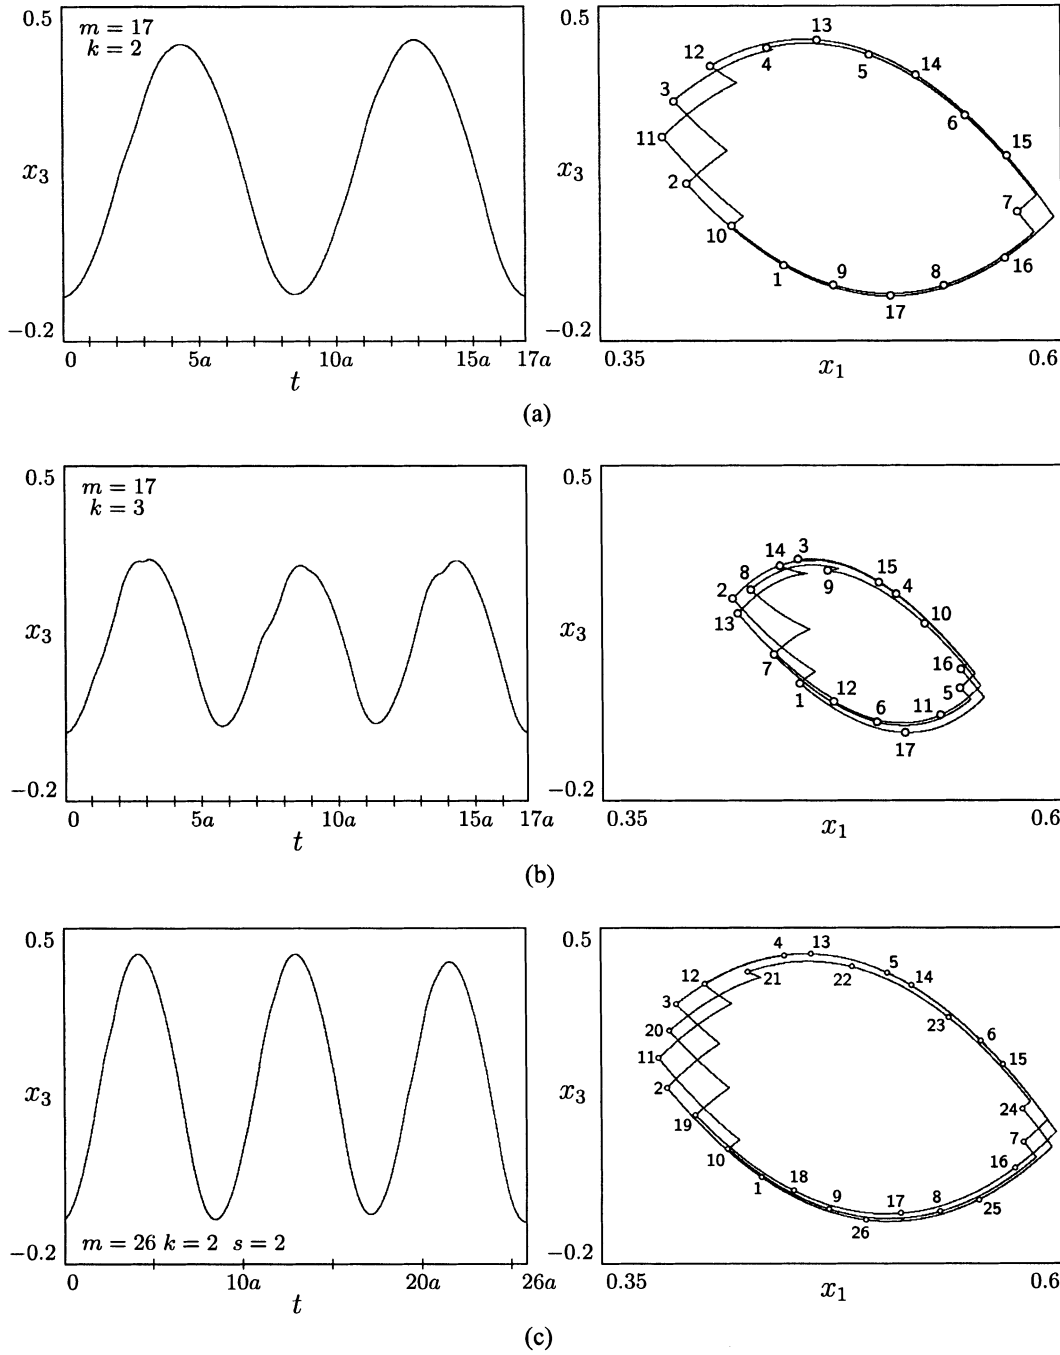 0.5
m = 17
k = 2
x₃
−0.2
0 5a 10a 15a 17a
t
0.5
x₃
−0.2
12 13 4 5 14 3 6 15 11 2 7 10 1 9 8 16 17
0.35 x₁ 0.6
(a)
0.5
m = 17
k = 3
x₃
−0.2
0 5a 10a 15a 17a
t
0.5
x₃
−0.2
14 3 8 15 2 9 4 13 10 7 16 1 12 5 6 11 17
0.35 x₁ 0.6
(b)
0.5
x₃
−0.2
m = 26 k = 2 s = 2
0 10a 20a 26a
t
0.5
x₃
−0.2
4 13 12 5 21 22 14 3 23 20 6 11 15 2 24 19 7 10 16 1 18 9 17 8 25 26
0.35 x₁ 0.6
(c)